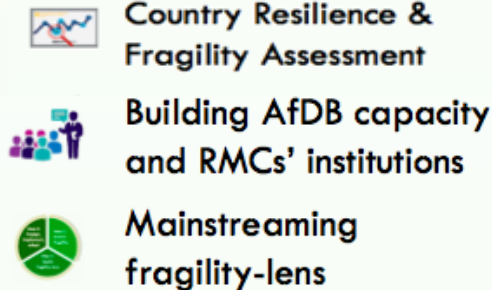 Country Resilience &
Fragility Assessment
Building AfDB capacity
and RMCs' institutions
Mainstreaming
fragility-lens